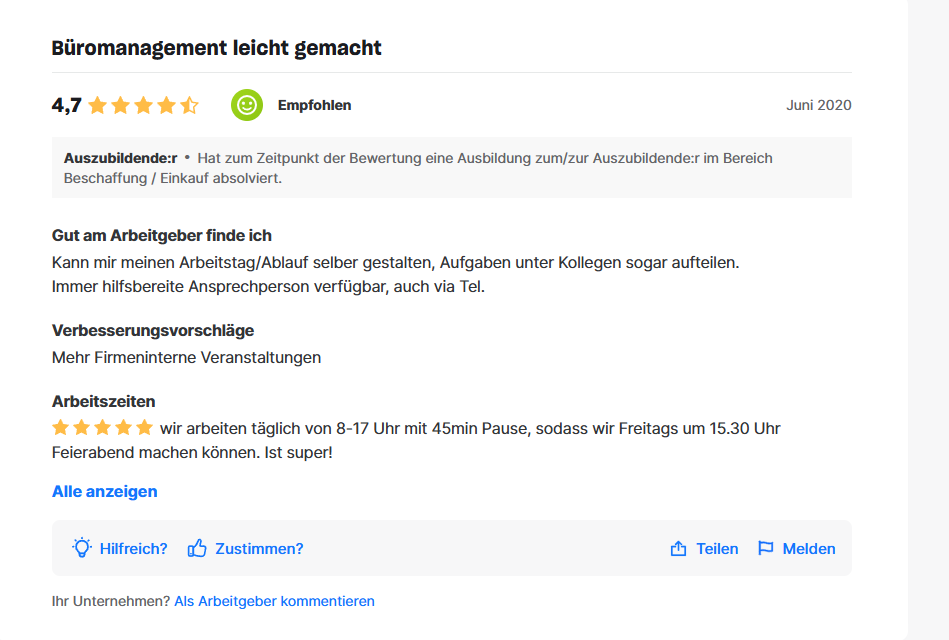 Büromanagement leicht gemacht
4,7 Empfohlen Juni 2020
Auszubildende:r • Hat zum Zeitpunkt der Bewertung eine Ausbildung zum/zur Auszubildende:r im Bereich
Beschaffung / Einkauf absolviert.
Gut am Arbeitgeber finde ich
Kann mir meinen Arbeitstag/Ablauf selber gestalten, Aufgaben unter Kollegen sogar aufteilen.
Immer hilfsbereite Ansprechperson verfügbar, auch via Tel.
Verbesserungsvorschläge
Mehr Firmeninterne Veranstaltungen
Arbeitszeiten
wir arbeiten täglich von 8-17 Uhr mit 45min Pause, sodass wir Freitags um 15.30 Uhr
Feierabend machen können. Ist super!
Alle anzeigen
Hilfreich? Zustimmen? Teilen Melden
Ihr Unternehmen? Als Arbeitgeber kommentieren